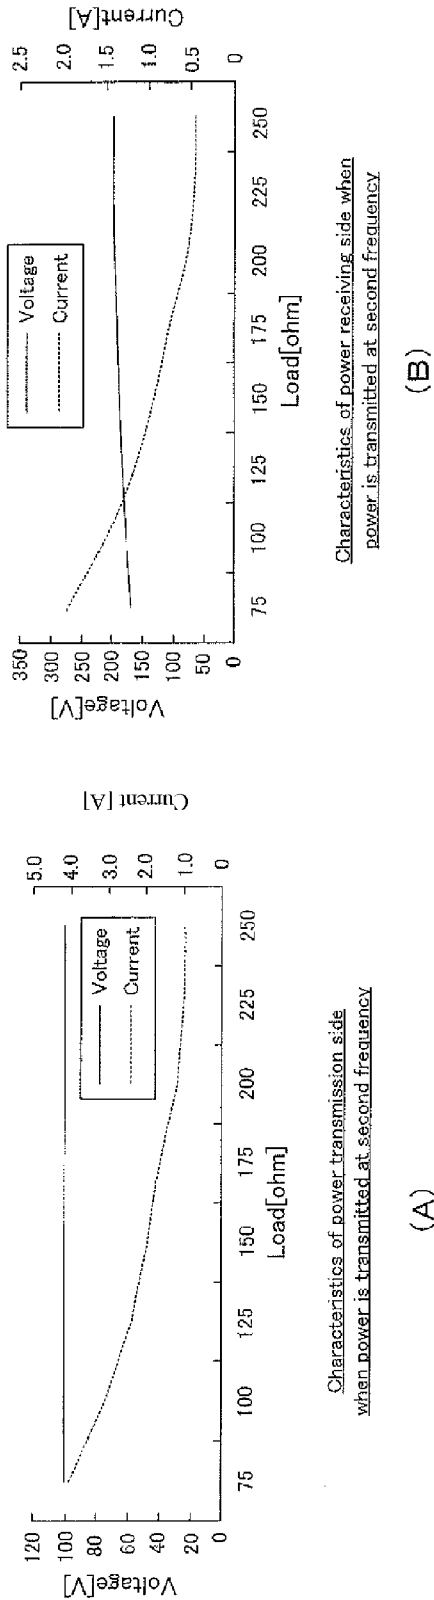 120
100
80
60
40
20
0
Voltage[V]
5.0
4.0
3.0
2.0
1.0
0
Current [A]
Voltage
Current
75
100
125
150
175
200
225
250
Load[ohm]
Characteristics of power transmission side
when power is transmitted at second frequency
(A)
350
300
250
200
150
100
50
0
Voltage[V]
2.5
2.0
1.5
1.0
0.5
0
Current[A]
Voltage
Current
75
100
125
150
175
200
225
250
Load[ohm]
Characteristics of power receiving side when
power is transmitted at second frequency
(B)